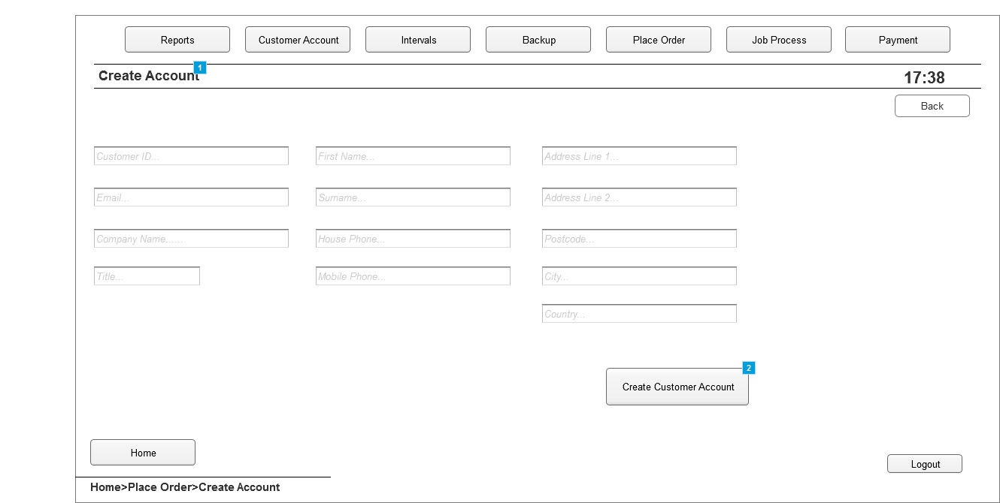 Reports Customer Account Intervals Backup Place Order Job Process Payment
1
Create Account 17:38
Back
Customer ID... First Name... Address Line 1...
Email... Surname... Address Line 2...
Company Name...... House Phone... Postcode...
Title... Mobile Phone... City...
Country...
2
Create Customer Account
Home
Logout
Home>Place Order>Create Account